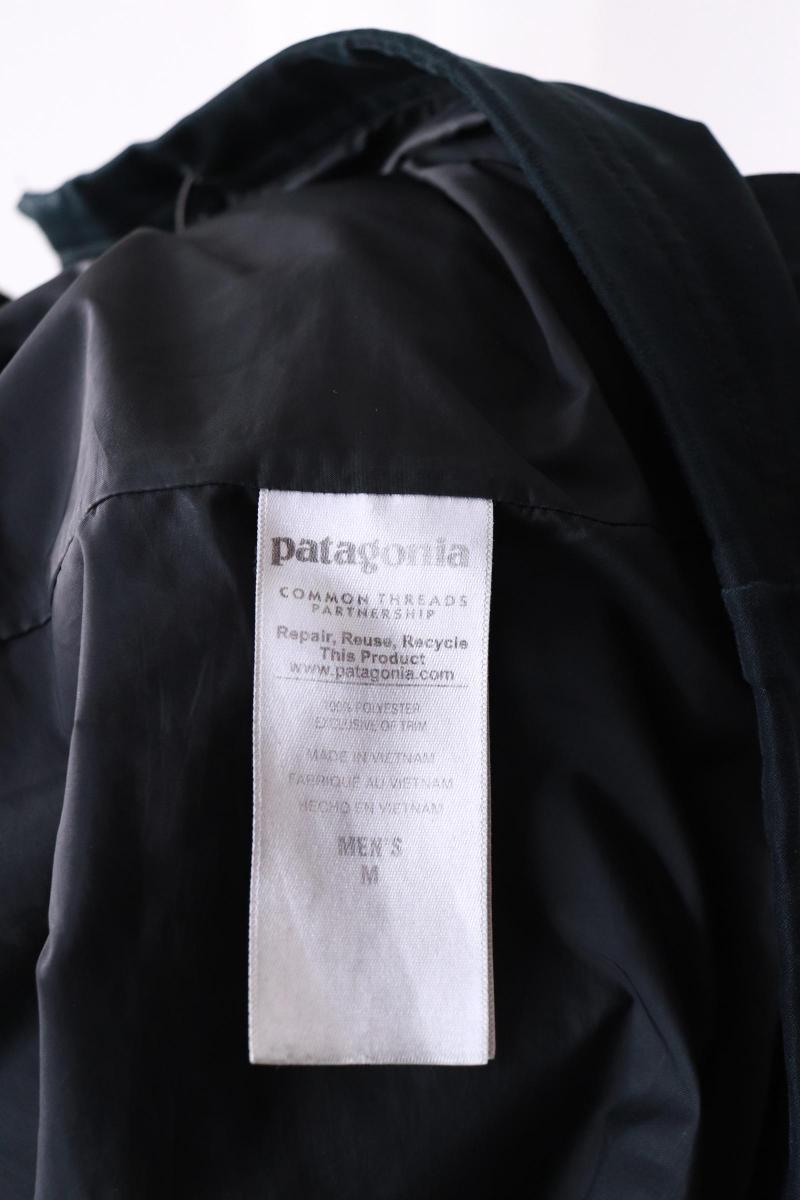 patagonia
COMMON THREADS
PARTNERSHIP
Repair, Reuse, Recycle
This Product
www.patagonia.com
100% POLYESTER
EXCLUSIVE OF TRIM
MADE IN VIETNAM
FABRIQUÉ AU VIETNAM
HECHO EN VIETNAM
MEN'S
M